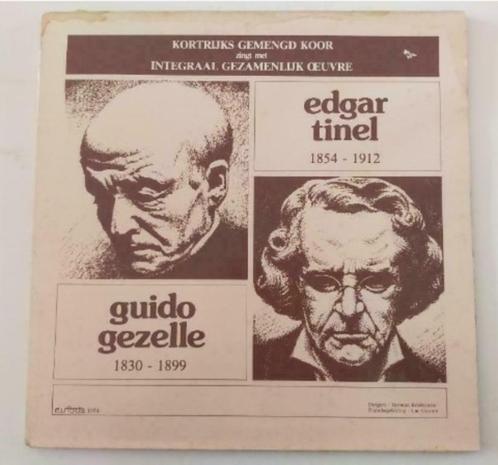 KORTRIJKS GEMENGD KOOR
zingt met
INTEGRAAL GEZAMENLIJK ŒUVRE
edgar
tinel
1854 - 1912
guido
gezelle
1830 - 1899